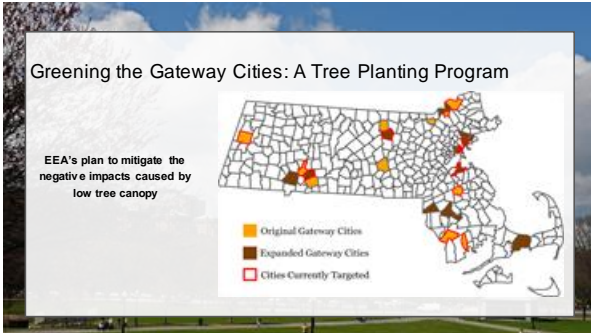 Greening the Gateway Cities: A Tree Planting Program
EEA's plan to mitigate the
negative impacts caused by
low tree canopy
Original Gateway Cities
Expanded Gateway Cities
Cities Currently Targeted